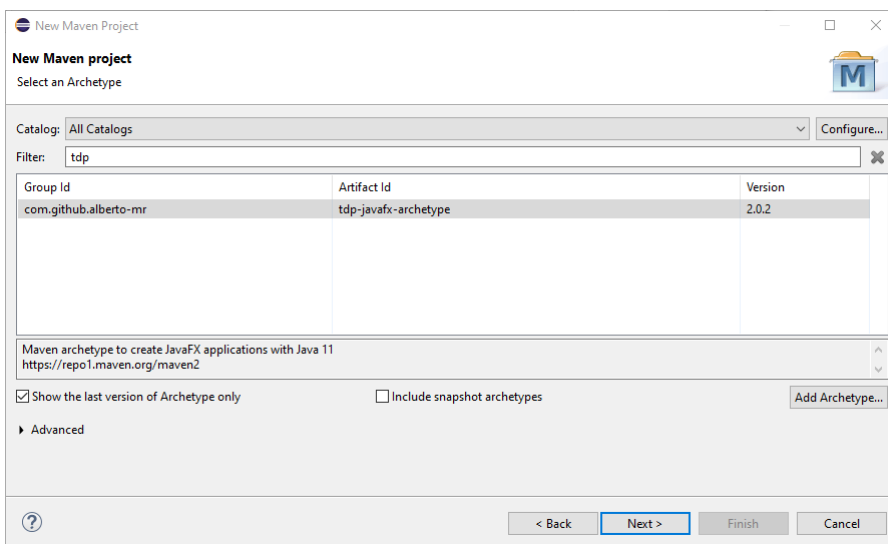 New Maven Project
New Maven project
Select an Archetype
M
Catalog: All Catalogs Configure...
Filter: tdp
Group Id Artifact Id Version
com.github.alberto-mr tdp-javafx-archetype 2.0.2
Maven archetype to create JavaFX applications with Java 11
https://repo1.maven.org/maven2
Show the last version of Archetype only Include snapshot archetypes Add Archetype...
Advanced
? < Back Next > Finish Cancel